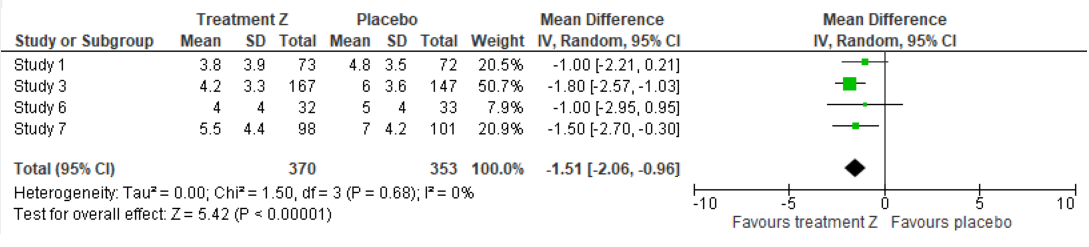 Treatment Z Placebo Mean Difference Mean Difference
Study or Subgroup Mean SD Total Mean SD Total Weight IV, Random, 95% CI IV, Random, 95% CI
Study 1 3.8 3.9 73 4.8 3.5 72 20.5% -1.00 [-2.21, 0.21]
Study 3 4.2 3.3 167 6 3.6 147 50.7% -1.80 [-2.57, -1.03]
Study 6 4 4 32 5 4 33 7.9% -1.00 [-2.95, 0.95]
Study 7 5.5 4.4 98 7 4.2 101 20.9% -1.50 [-2.70, -0.30]
Total (95% CI) 370 353 100.0% -1.51 [-2.06, -0.96]
Heterogeneity: Tau² = 0.00; Chi² = 1.50, df = 3 (P = 0.68); I² = 0%
Test for overall effect: Z = 5.42 (P < 0.00001)
-10 -5 0 5 10
Favours treatment Z Favours placebo